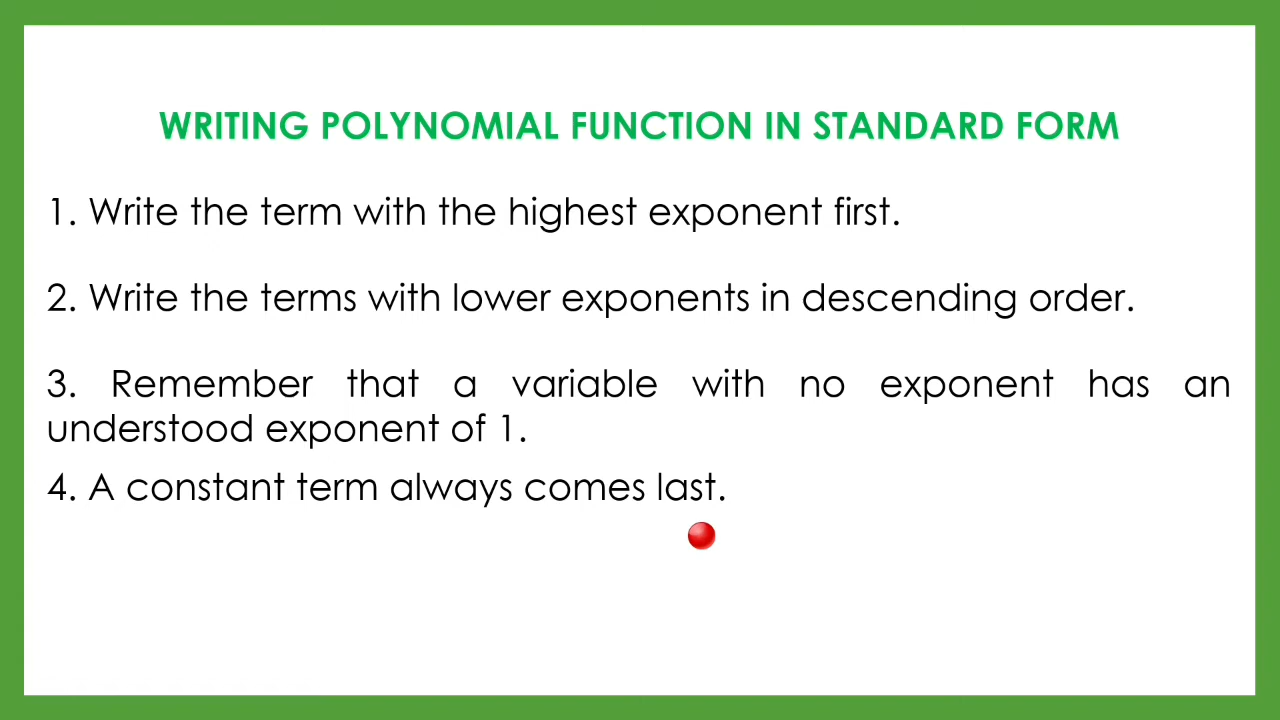 WRITING POLYNOMIAL FUNCTION IN STANDARD FORM
1. Write the term with the highest exponent first.
2. Write the terms with lower exponents in descending order.
3. Remember that a variable with no exponent has an
understood exponent of 1.
4. A constant term always comes last.